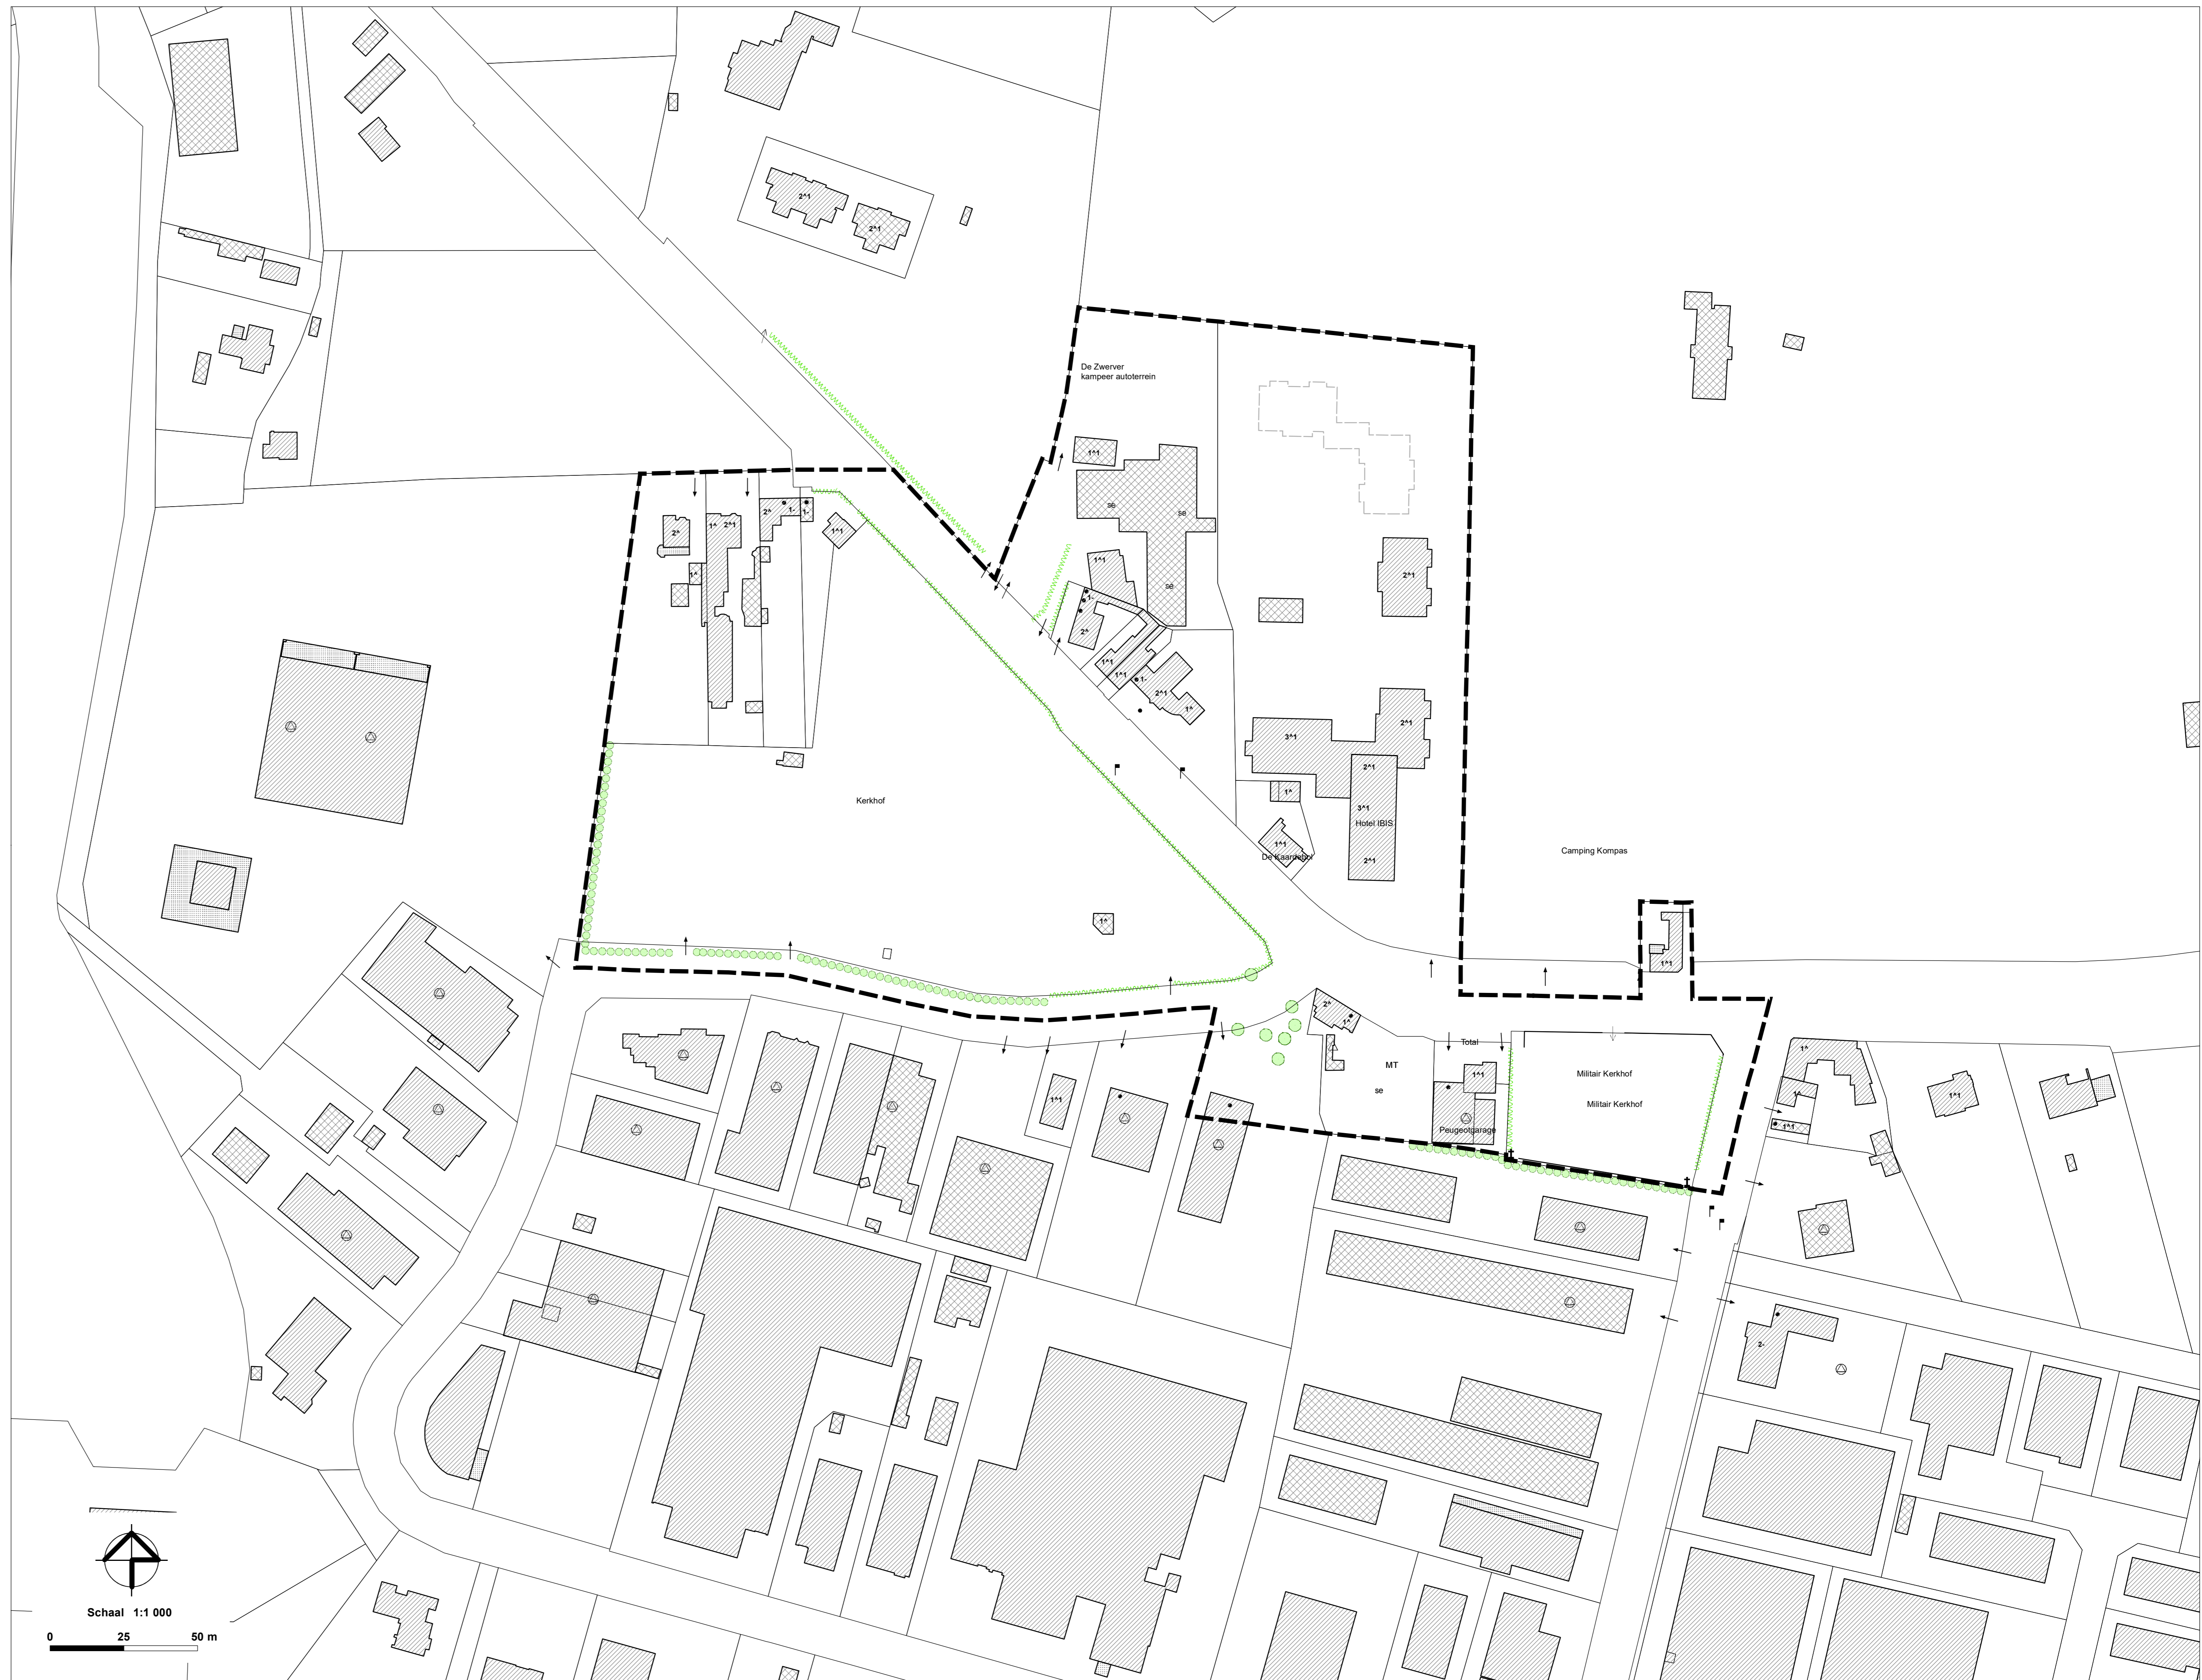 2^1
2^1
De Zwerver
kampeer autoterrein
1^1
se
se
2^
1^
2^1
2^
1-
1-
1^1
1^
1^1
se
2^1
1-
2^
1^1
1^1
1-
2^1
1^
3^1
2^1
2^1
1^
3^1
Hotel IBIS
1^1
De Kaardehof
2^1
Kerkhof
Camping Kompas
1^
1^1
2^
1^
MT
se
Total
1^1
Peugeotgarage
Militair Kerkhof
Militair Kerkhof
1^1
1^
1^
1^1
1^1
2-
Schaal 1:1 000
0 25 50 m